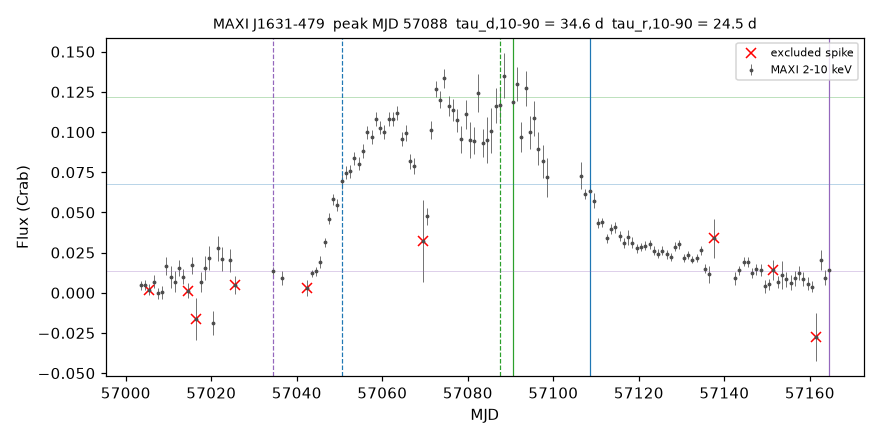 MAXI J1631-479  peak MJD 57088  tau_d,10-90 = 34.6 d  tau_r,10-90 = 24.5 d
excluded spike
MAXI 2-10 keV
0.150
0.125
0.100
0.075
0.050
0.025
0.000
−0.025
−0.050
Flux (Crab)
57000 57020 57040 57060 57080 57100 57120 57140 57160
MJD